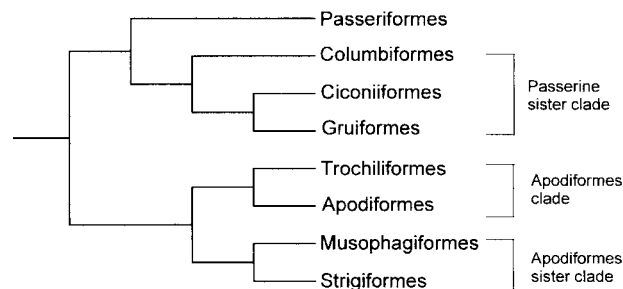 Passeriformes
Columbiformes
Ciconiiformes
Gruiformes
Passerine
sister clade
Trochiliformes
Apodiformes
Apodiformes
clade
Musophagiformes
Strigiformes
Apodiformes
sister clade